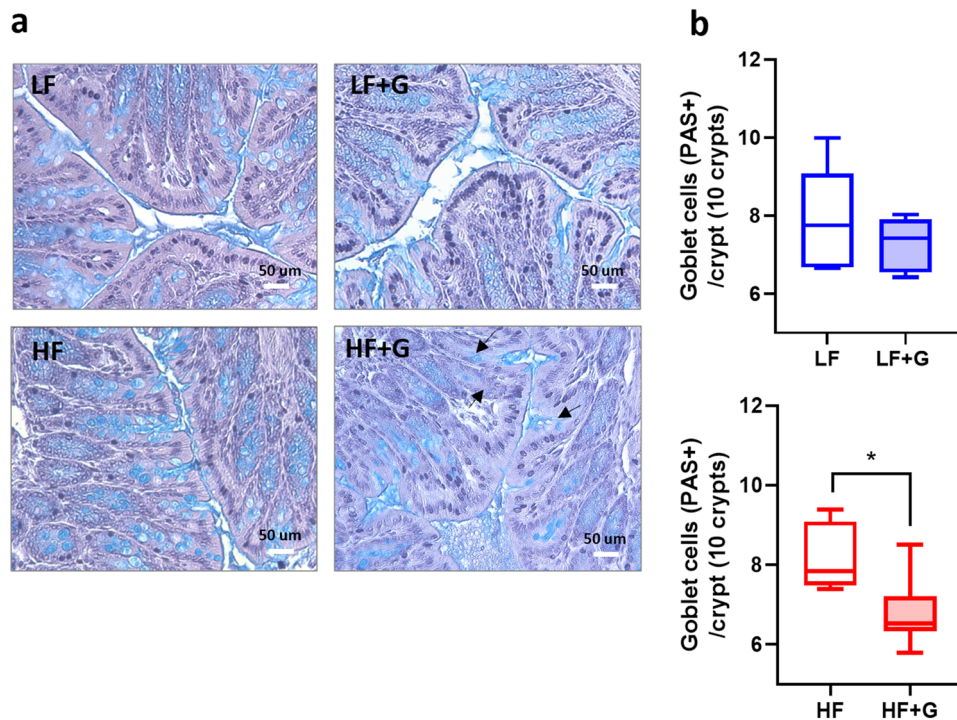 a
LF
50 um
LF+G
50 um
HF
50 um
HF+G
50 um
b
Goblet cells (PAS+)
/crypt (10 crypts)
12
10
8
6
LF
LF+G
Goblet cells (PAS+)
/crypt (10 crypts)
12
10
8
6
*
HF
HF+G